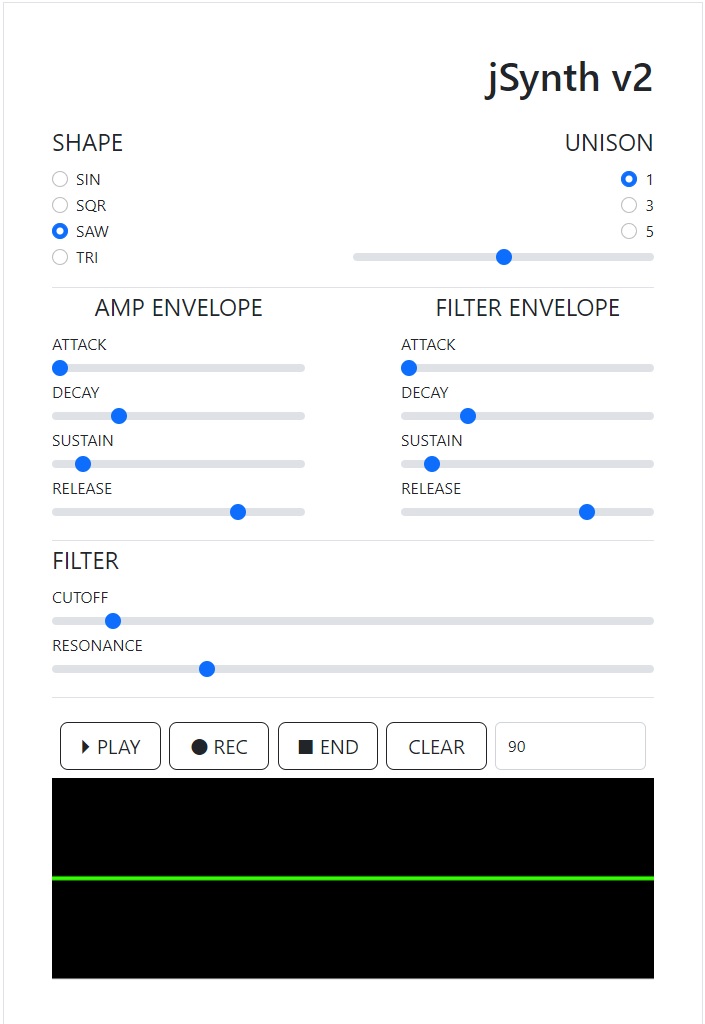 jSynth v2
SHAPE
SIN
SQR
SAW
TRI
UNISON
1
3
5
AMP ENVELOPE
ATTACK
DECAY
SUSTAIN
RELEASE
FILTER ENVELOPE
ATTACK
DECAY
SUSTAIN
RELEASE
FILTER
CUTOFF
RESONANCE
PLAY REC END CLEAR 90